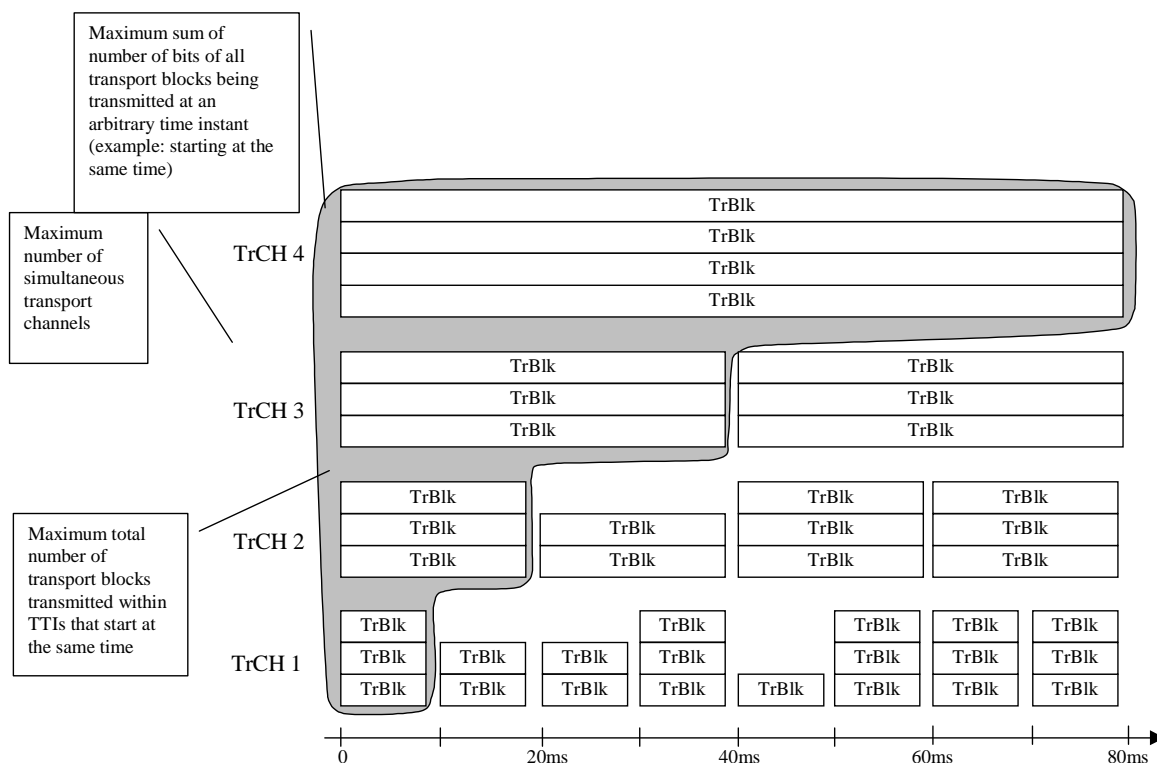 Maximum sum of
number of bits of all
transport blocks being
transmitted at an
arbitrary time instant
(example: starting at the
same time)
Maximum
number of
simultaneous
transport
channels
Maximum total
number of
transport blocks
transmitted within
TTIs that start at
the same time
TrCH 4
TrBlk
TrBlk
TrBlk
TrBlk
TrCH 3
TrBlk TrBlk
TrBlk TrBlk
TrBlk TrBlk
TrCH 2
TrBlk TrBlk TrBlk
TrBlk TrBlk TrBlk TrBlk
TrBlk TrBlk TrBlk TrBlk
TrCH 1
TrBlk TrBlk TrBlk TrBlk TrBlk
TrBlk TrBlk TrBlk TrBlk TrBlk TrBlk TrBlk
TrBlk TrBlk TrBlk TrBlk TrBlk TrBlk TrBlk TrBlk
0 20ms 40ms 60ms 80ms